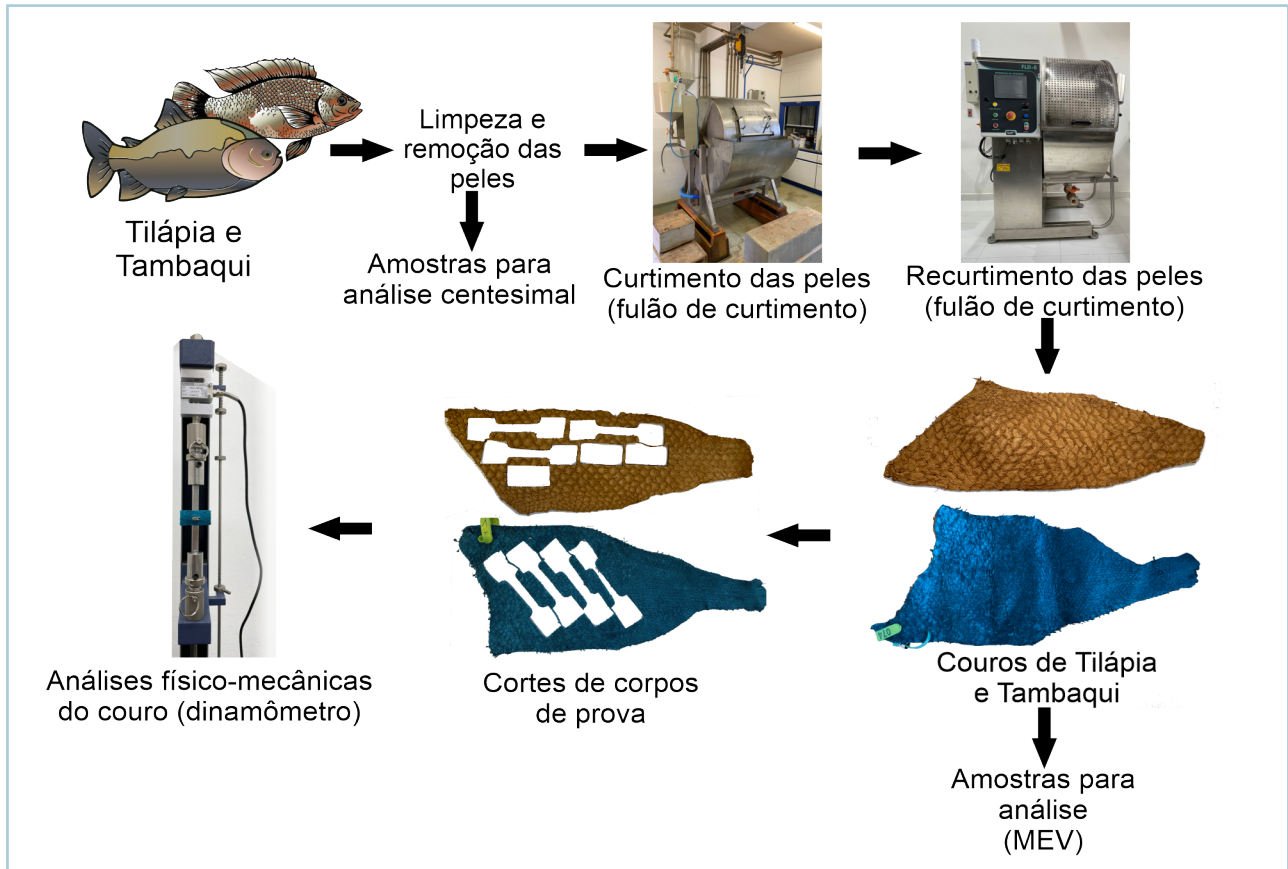 Tilápia e
Tambaqui
Limpeza e
remoção das
peles
Amostras para
análise centesimal
Curtimento das peles
(fulão de curtimento)
Recurtimento das peles
(fulão de curtimento)
Couros de Tilápia
e Tambaqui
Amostras para
análise
(MEV)
Cortes de corpos
de prova
Análises físico-mecânicas
do couro (dinamômetro)